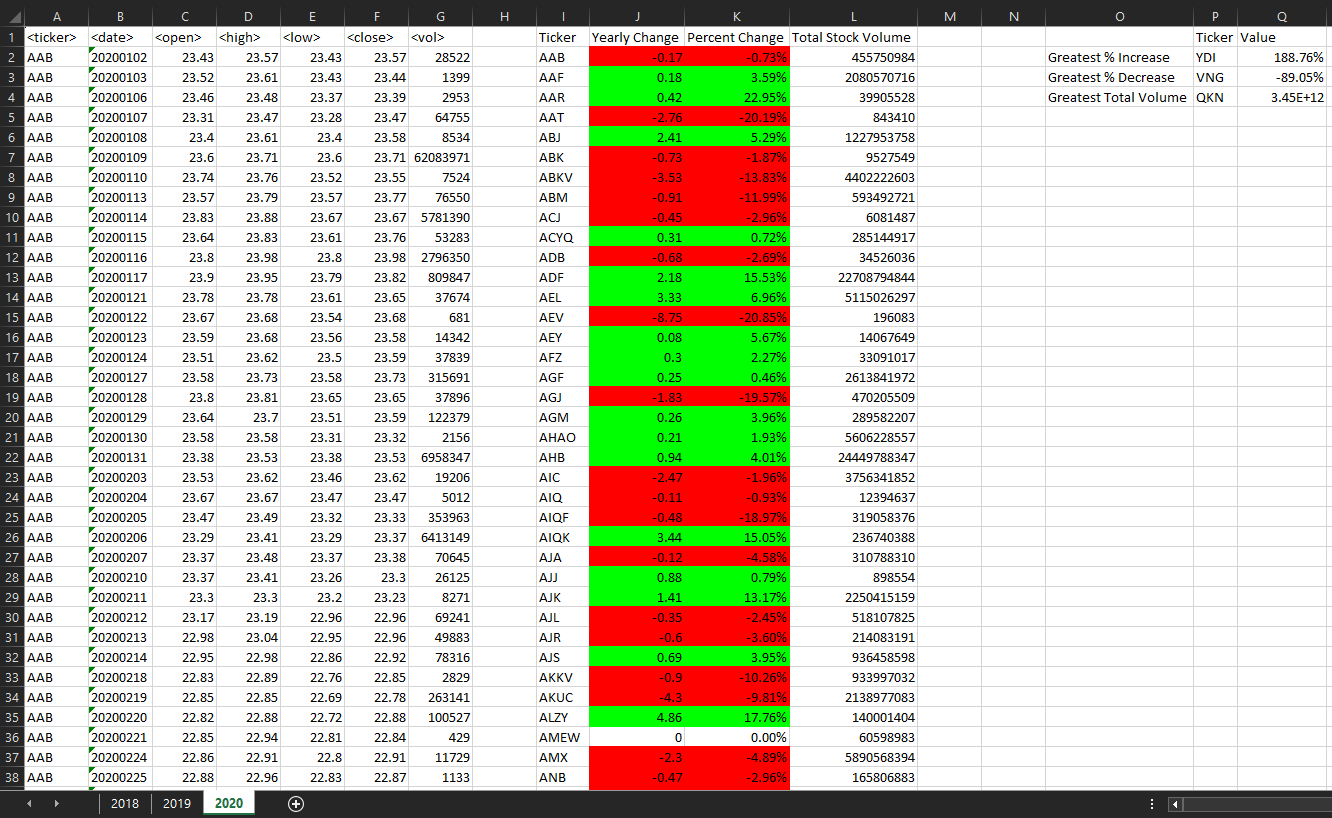 A B C D E F G H I J K L M N O P Q
1 <ticker> <date> <open> <high> <low> <close> <vol> Ticker Yearly Change Percent Change Total Stock Volume Ticker Value
2 AAB 20200102 23.43 23.57 23.43 23.57 28522 AAB -0.17 -0.73% 455750984 Greatest % Increase YDI 188.76%
3 AAB 20200103 23.52 23.61 23.43 23.44 1399 AAF 0.18 3.59% 2080570716 Greatest % Decrease VNG -89.05%
4 AAB 20200106 23.46 23.48 23.37 23.39 2953 AAR 0.42 22.95% 39905528 Greatest Total Volume QKN 3.45E+12
5 AAB 20200107 23.31 23.47 23.28 23.47 64755 AAT -2.76 -20.19% 843410
6 AAB 20200108 23.4 23.61 23.4 23.58 8534 ABJ 2.41 5.29% 1227953758
7 AAB 20200109 23.6 23.71 23.6 23.71 62083971 ABK -0.73 -1.87% 9527549
8 AAB 20200110 23.74 23.76 23.52 23.55 7524 ABKV -3.53 -13.83% 4402222603
9 AAB 20200113 23.57 23.79 23.57 23.77 76550 ABM -0.91 -11.99% 593492721
10 AAB 20200114 23.83 23.88 23.67 23.67 5781390 ACJ -0.45 -2.96% 6081487
11 AAB 20200115 23.64 23.83 23.61 23.76 53283 ACYQ 0.31 0.72% 285144917
12 AAB 20200116 23.8 23.98 23.8 23.98 2796350 ADB -0.68 -2.69% 34526036
13 AAB 20200117 23.9 23.95 23.79 23.82 809847 ADF 2.18 15.53% 22708794844
14 AAB 20200121 23.78 23.78 23.61 23.65 37674 AEL 3.33 6.96% 5115026297
15 AAB 20200122 23.67 23.68 23.54 23.68 681 AEV -8.75 -20.85% 196083
16 AAB 20200123 23.59 23.68 23.56 23.58 14342 AEY 0.08 5.67% 14067649
17 AAB 20200124 23.51 23.62 23.5 23.59 37839 AFZ 0.3 2.27% 33091017
18 AAB 20200127 23.58 23.73 23.58 23.73 315691 AGF 0.25 0.46% 2613841972
19 AAB 20200128 23.8 23.81 23.65 23.65 37896 AGJ -1.83 -19.57% 470205509
20 AAB 20200129 23.64 23.7 23.51 23.59 122379 AGM 0.26 3.96% 289582207
21 AAB 20200130 23.58 23.58 23.31 23.32 2156 AHAO 0.21 1.93% 5606228557
22 AAB 20200131 23.38 23.53 23.38 23.53 6958347 AHB 0.94 4.01% 24449788347
23 AAB 20200203 23.53 23.62 23.46 23.62 19206 AIC -2.47 -1.96% 3756341852
24 AAB 20200204 23.67 23.67 23.47 23.47 5012 AIQ -0.11 -0.93% 12394637
25 AAB 20200205 23.47 23.49 23.32 23.33 353963 AIQF -0.48 -18.97% 319058376
26 AAB 20200206 23.29 23.41 23.29 23.37 6413149 AIQK 3.44 15.05% 236740388
27 AAB 20200207 23.37 23.48 23.37 23.38 70645 AJA -0.12 -4.58% 310788310
28 AAB 20200210 23.37 23.41 23.26 23.3 26125 AJJ 0.88 0.79% 898554
29 AAB 20200211 23.3 23.3 23.2 23.23 8271 AJK 1.41 13.17% 2250415159
30 AAB 20200212 23.17 23.19 22.96 22.96 69241 AJL -0.35 -2.45% 518107825
31 AAB 20200213 22.98 23.04 22.95 22.96 49883 AJR -0.6 -3.60% 214083191
32 AAB 20200214 22.95 22.98 22.86 22.92 78316 AJS 0.69 3.95% 936458598
33 AAB 20200218 22.83 22.89 22.76 22.85 2829 AKKV -0.9 -10.26% 933997032
34 AAB 20200219 22.85 22.85 22.69 22.78 263141 AKUC -4.3 -9.81% 2138977083
35 AAB 20200220 22.82 22.88 22.72 22.88 100527 ALZY 4.86 17.76% 140001404
36 AAB 20200221 22.85 22.94 22.81 22.84 429 AMEW 0 0.00% 60598983
37 AAB 20200224 22.86 22.91 22.8 22.91 11729 AMX -2.3 -4.89% 5890568394
38 AAB 20200225 22.88 22.96 22.83 22.87 1133 ANB -0.47 -2.96% 165806883
2018 2019 2020